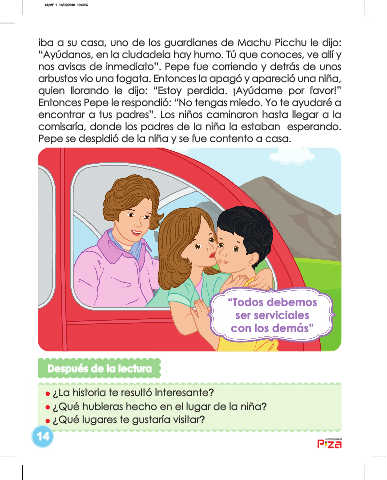 iba a su casa, uno de los guardianes de Machu Picchu le dijo:
“Ayúdanos, en la ciudadela hay humo. Tú que conoces, ve allí y
nos avisas de inmediato”. Pepe fue corriendo y detrás de unos
arbustos vio una fogata. Entonces la apagó y apareció una niña,
quien llorando le dijo: “Estoy perdida. ¡Ayúdame por favor!”
Entonces Pepe le respondió: “No tengas miedo. Yo te ayudaré a
encontrar a tus padres”. Los niños caminaron hasta llegar a la
comisaría, donde los padres de la niña la estaban esperando.
Pepe se despidió de la niña y se fue contento a casa.
“Todos debemos
ser serviciales
con los demás”
Después de la lectura
¿La historia te resultó interesante?
¿Qué hubieras hecho en el lugar de la niña?
¿Qué lugares te gustaría visitar?
14
PIZA